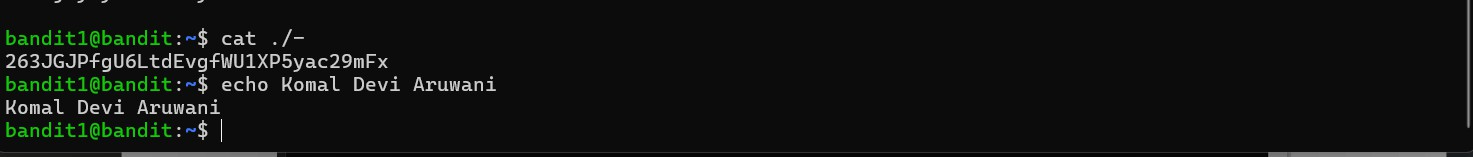 bandit1@bandit:~$ cat ./-
263JGJPfgU6LtdEvgfWU1XP5yac29mFx
bandit1@bandit:~$ echo Komal Devi Aruwani
Komal Devi Aruwani
bandit1@bandit:~$